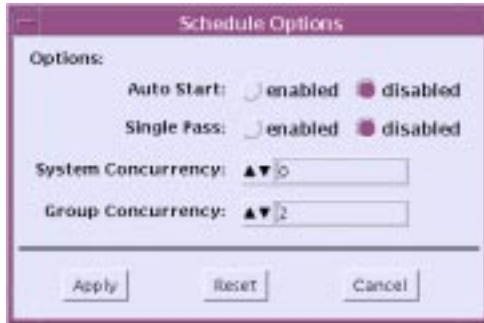 Schedule Options
Options:
Auto Start: enabled disabled
Single Pass: enabled disabled
System Concurrency: 0
Group Concurrency: 2
Apply Reset Cancel